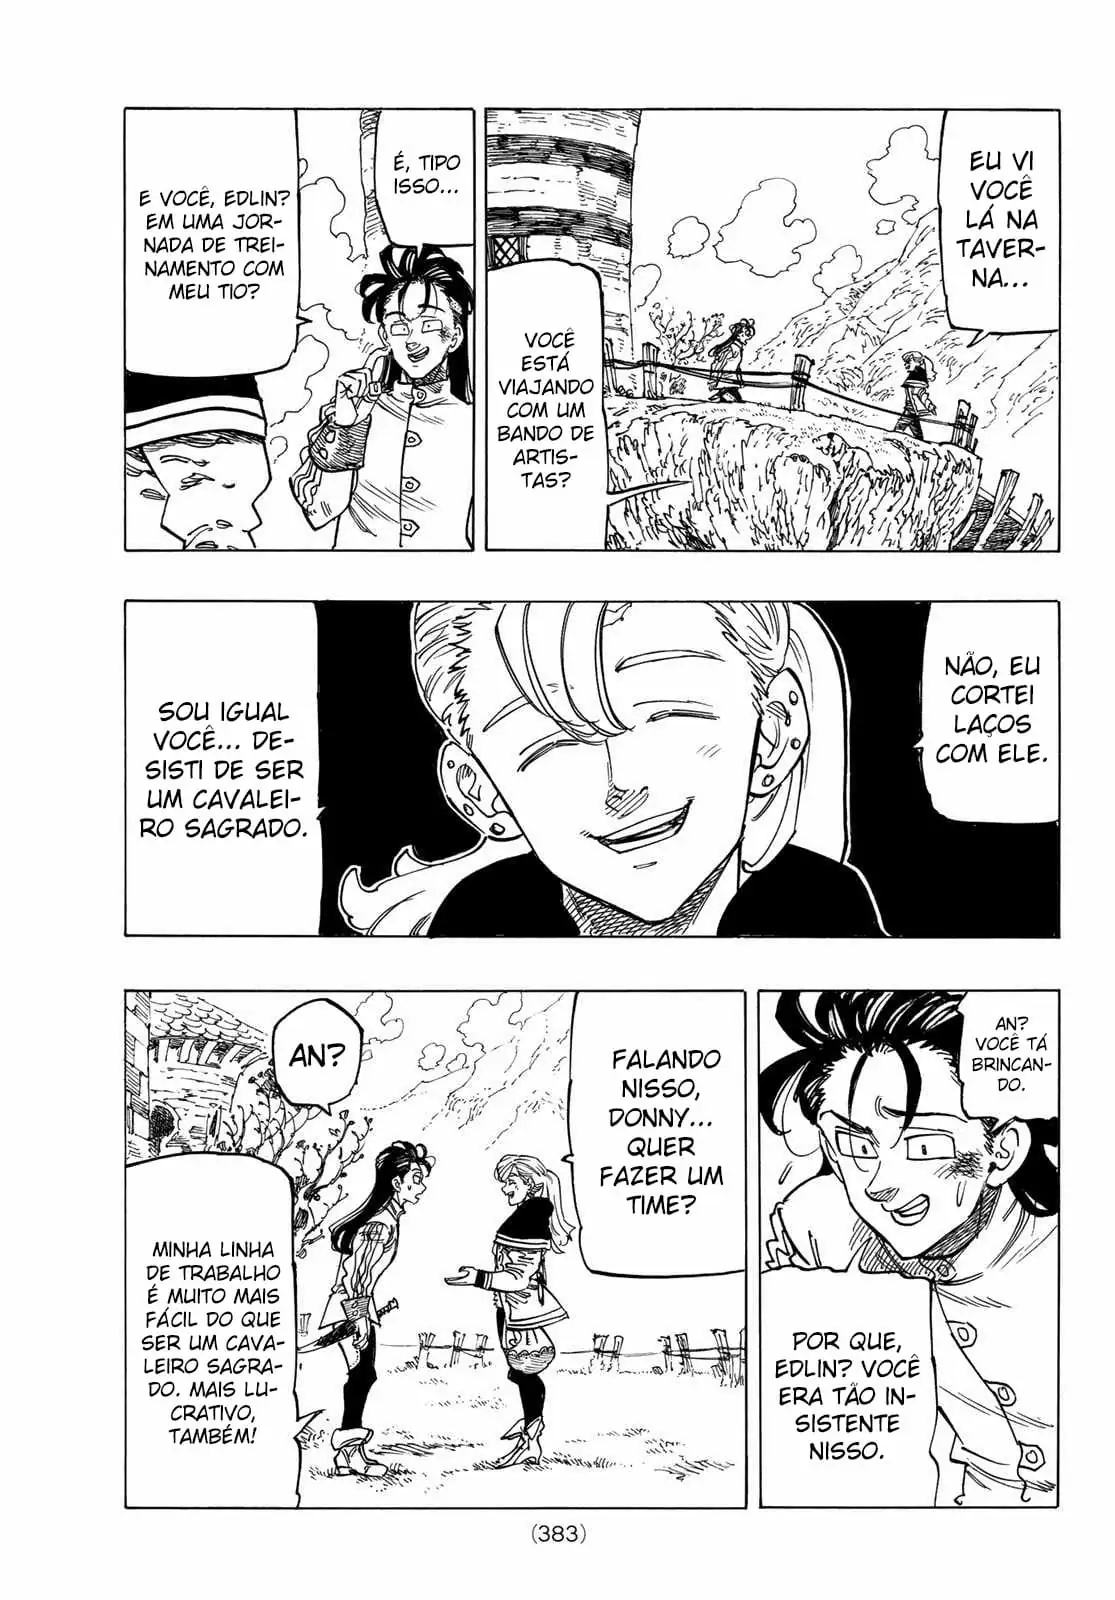 EU VI
VOCÊ
LÁ NA
TAVER-
NA...
VOCÊ
ESTÁ
VIAJANDO
COM UM
BANDO DE
ARTIS-
TAS?
É, TIPO
ISSO...
E VOCÊ, EDLIN?
EM UMA JOR-
NADA DE TREI-
NAMENTO COM
MEU TIO?
NÃO, EU
CORTEI
LAÇOS
COM ELE.
SOU IGUAL
VOCÊ... DE-
SISTI DE SER
UM CAVALEI-
RO SAGRADO.
AN?
VOCÊ TÁ
BRINCAN-
DO.
POR QUE,
EDLIN? VOCÊ
ERA TÃO IN-
SISTENTE
NISSO.
FALANDO
NISSO,
DONNY...
QUER
FAZER UM
TIME?
AN?
MINHA LINHA
DE TRABALHO
É MUITO MAIS
FÁCIL DO QUE
SER UM CAVA-
LEIRO SAGRA-
DO. MAIS LU-
CRATIVO,
TAMBÉM!
(383)